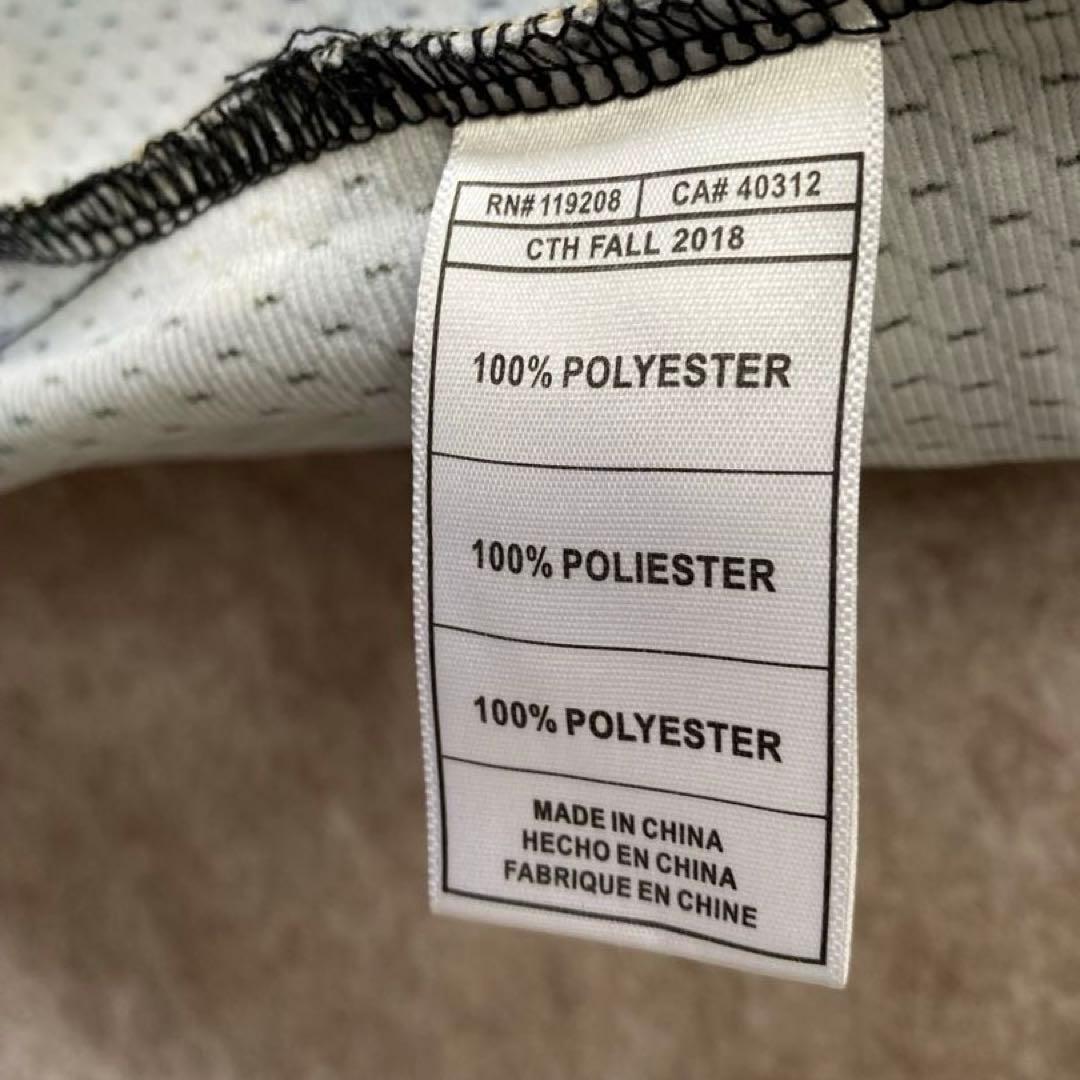 RN# 119208 CA# 40312
CTH FALL 2018
100% POLYESTER
100% POLIESTER
100% POLYESTER
MADE IN CHINA
HECHO EN CHINA
FABRIQUE EN CHINE